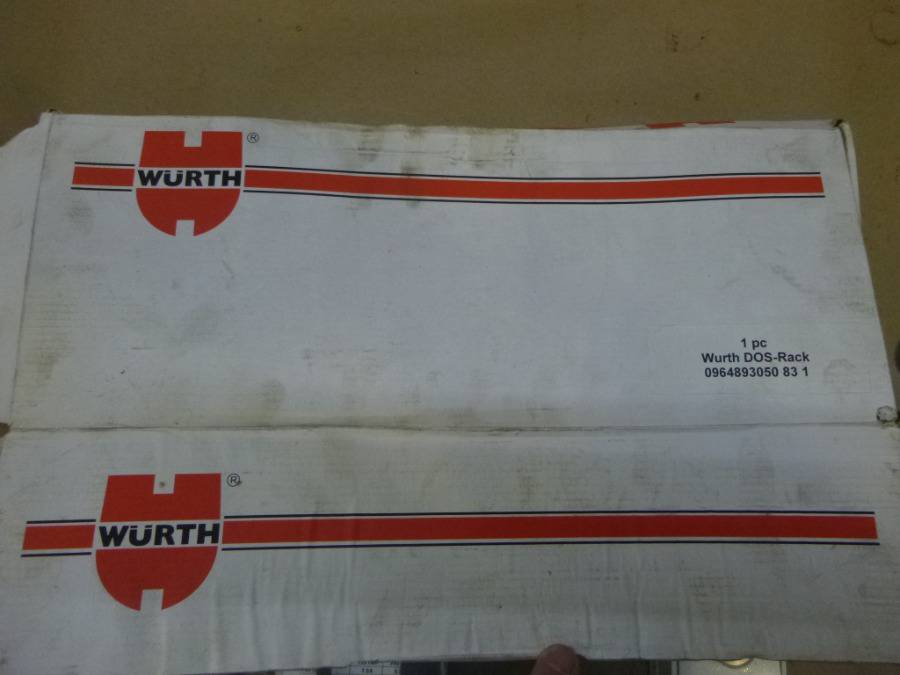 WÜRTH ®
1 pc
Wurth DOS-Rack
0964893050 83 1
WÜRTH ®